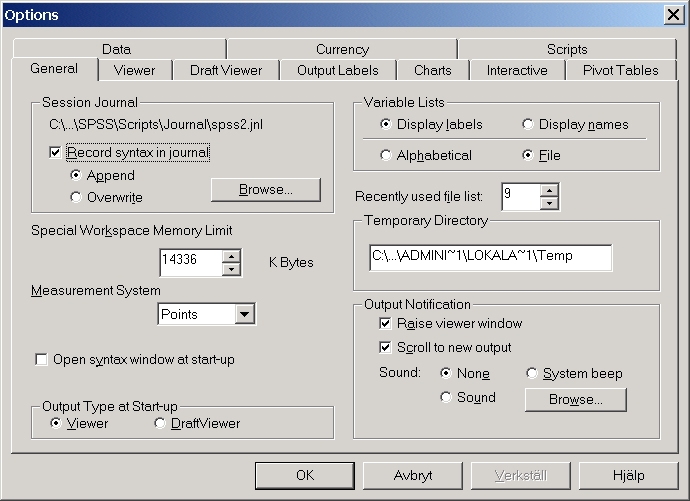 Options
Data Currency Scripts
General Viewer Draft Viewer Output Labels Charts Interactive Pivot Tables
Session Journal
C:\...\SPSS\Scripts\Journal\spss2.jnl
Record syntax in journal
Append
Overwrite
Browse...
Special Workspace Memory Limit
14336 K Bytes
Measurement System
Points
Open syntax window at start-up
Output Type at Start-up
Viewer DraftViewer
Variable Lists
Display labels Display names
Alphabetical File
Recently used file list: 9
Temporary Directory
C:\...\ADMINI~1\LOKALA~1\Temp
Output Notification
Raise viewer window
Scroll to new output
Sound: None System beep
Sound Browse...
OK Avbryt Verkställ Hjälp